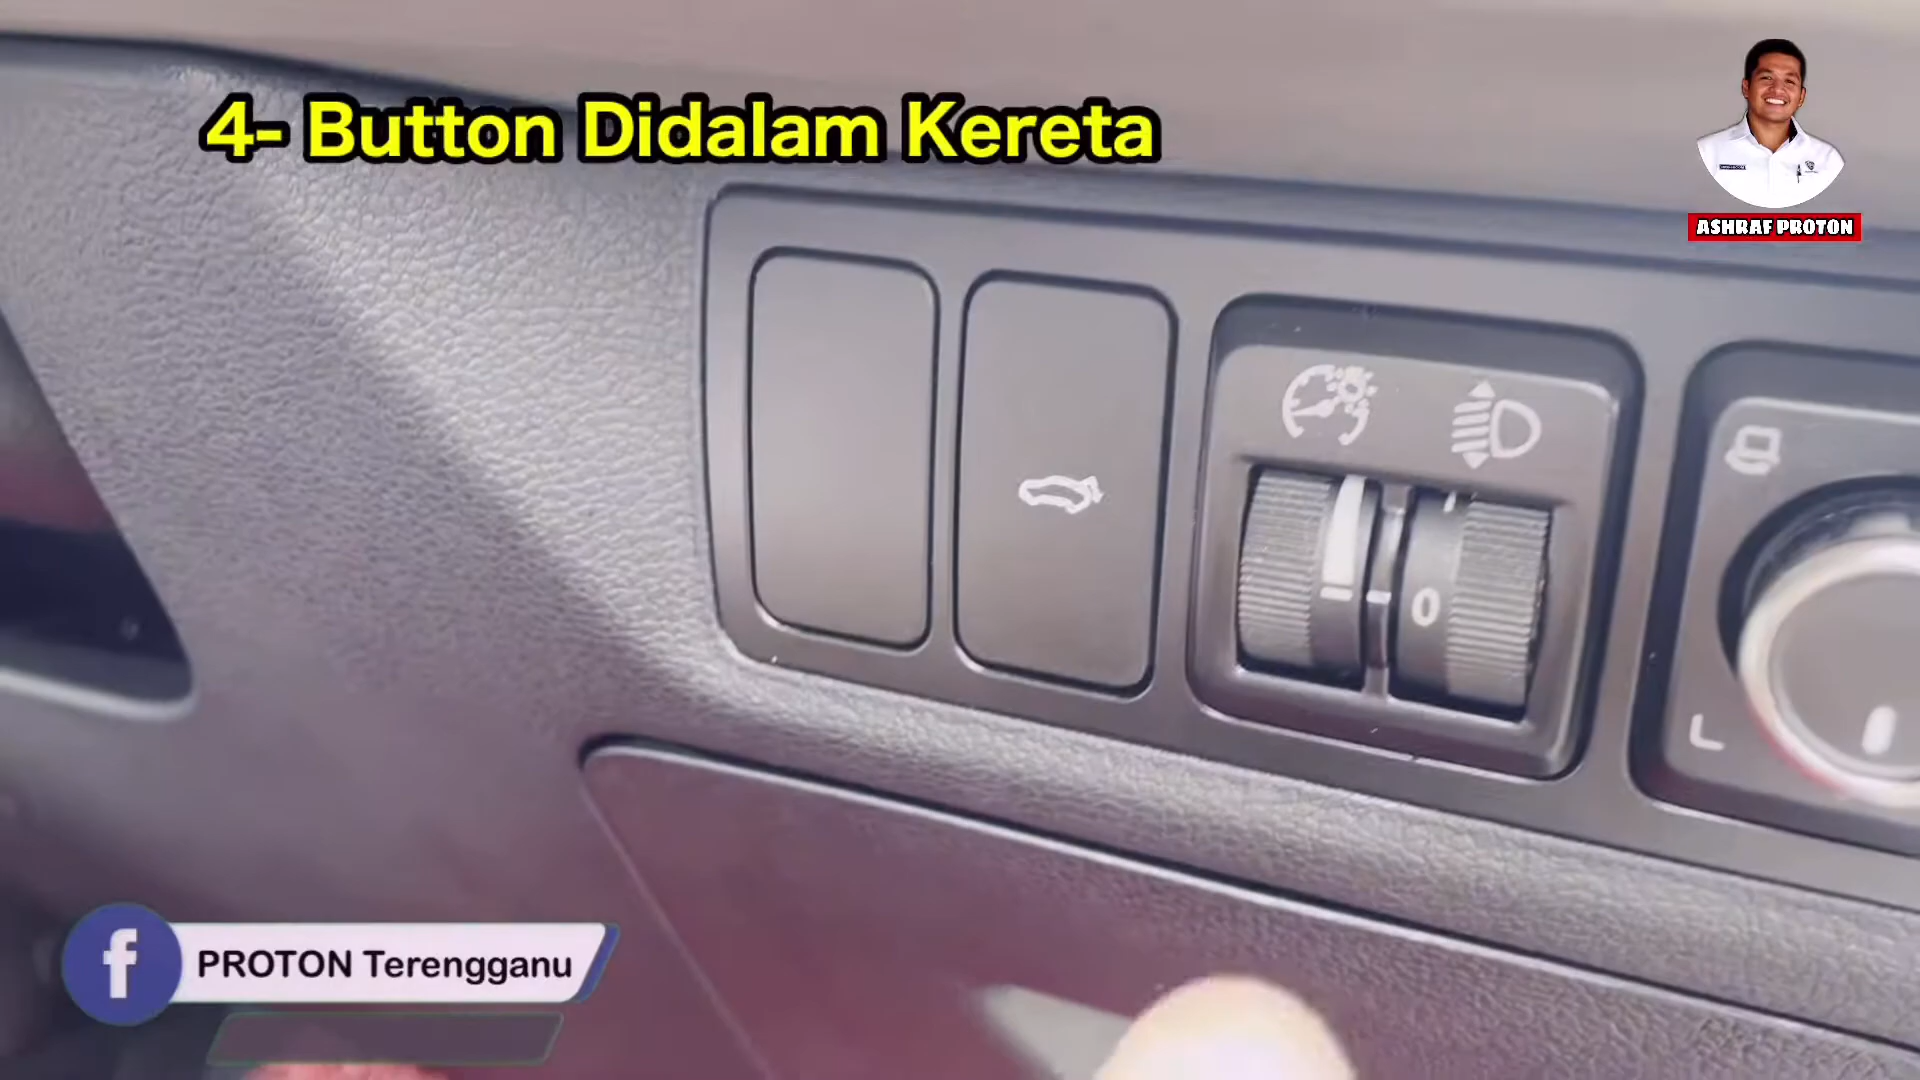 4- Button Didalam Kereta
ASHRAF PROTON
0
L
f PROTON Terengganu